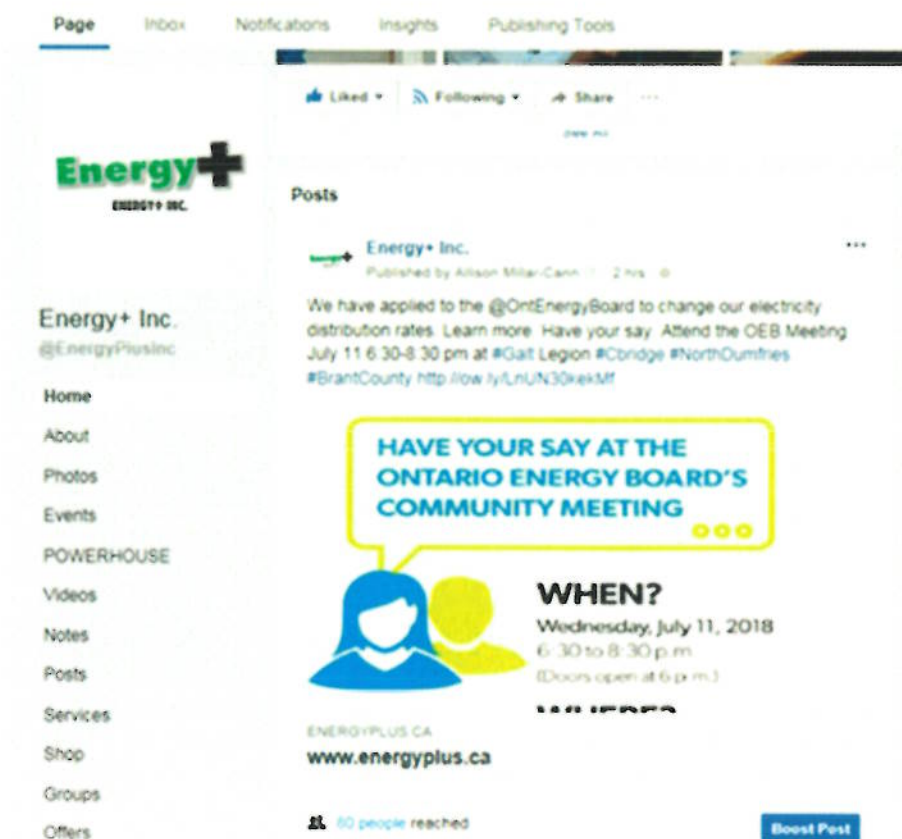 Page Inbox Notifications Insights Publishing Tools
Liked Following Share ...
Energy+
ENERGY+ INC.
Posts
Energy+ Inc.
Published by Allison Millar-Cann 2 hrs
We have applied to the @OntEnergyBoard to change our electricity
distribution rates. Learn more. Have your say. Attend the OEB Meeting
July 11 6:30-8:30 pm at #Galt Legion #Cbridge #NorthDumfries
#BrantCounty http://ow.ly/LnUN30kekMf
Energy+ Inc.
@EnergyPlusInc
Home
About
Photos
Events
POWERHOUSE
Videos
Notes
Posts
Services
Shop
Groups
Offers
HAVE YOUR SAY AT THE
ONTARIO ENERGY BOARD'S
COMMUNITY MEETING
WHEN?
Wednesday, July 11, 2018
6:30 to 8:30 p.m.
(Doors open at 6 p.m.)
WHERE?
ENERGYPLUS.CA
www.energyplus.ca
60 people reached
Boost Post